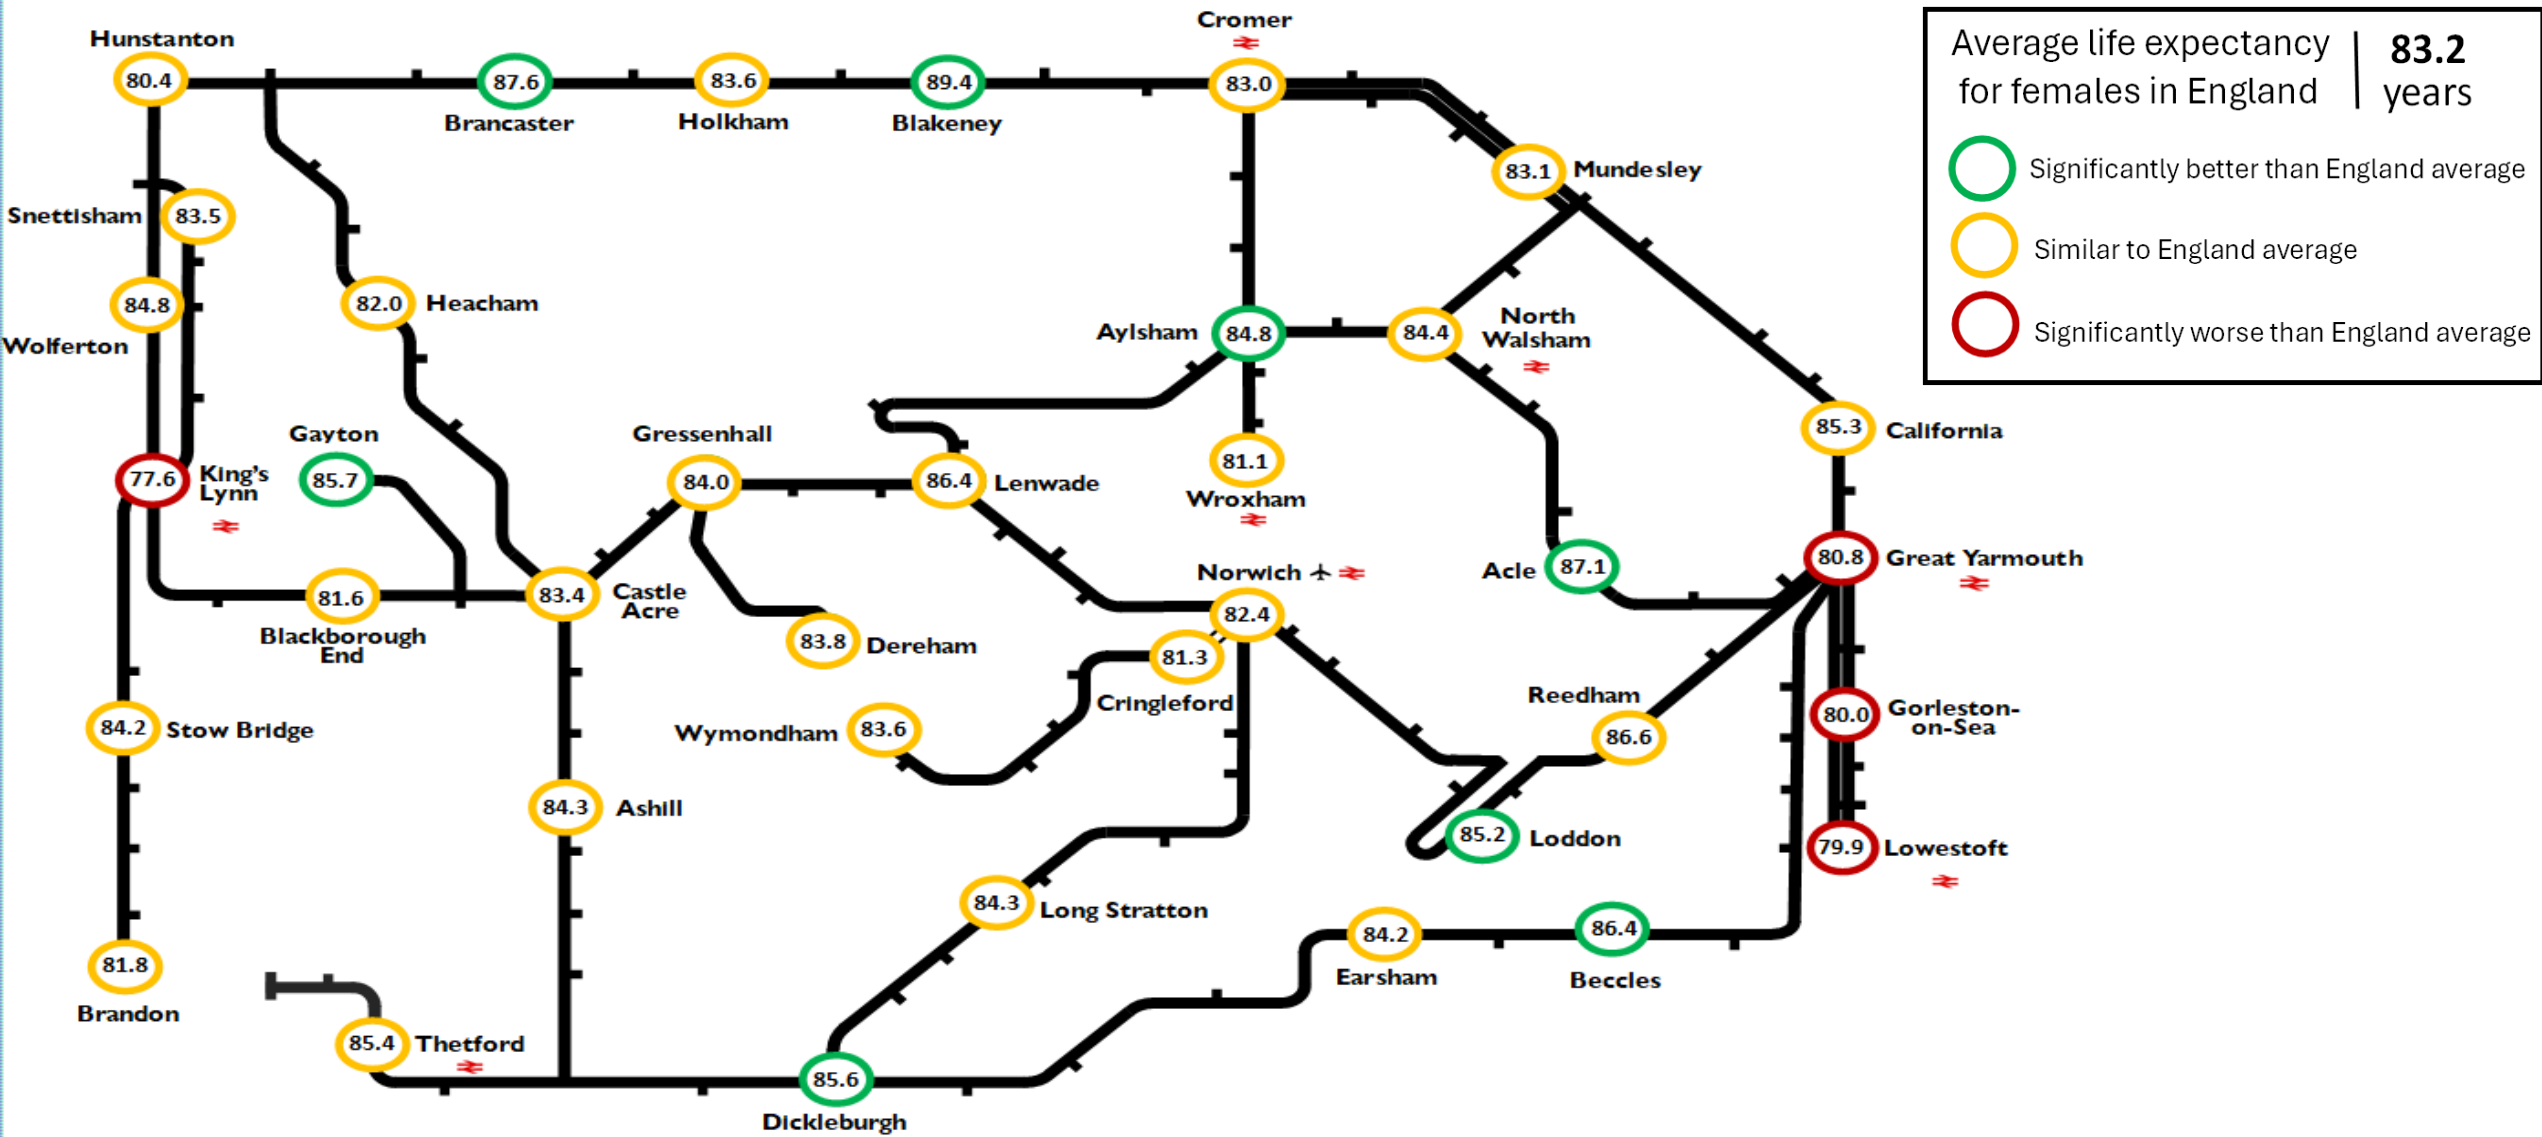 Hunstanton
80.4
87.6
Brancaster
83.6
Holkham
89.4
Blakeney
Cromer
83.0
Average life expectancy
for females in England
83.2
years
Significantly better than England average
Similar to England average
Significantly worse than England average
83.1
Mundesley
Snettisham
83.5
84.8
Wolferton
82.0
Heacham
Aylsham
84.8
84.4
North
Walsham
85.3
California
Gayton
85.7
77.6
King's
Lynn
Gressenhall
84.0
86.4
Lenwade
81.1
Wroxham
Acle
87.1
80.8
Great Yarmouth
81.6
Blackborough
End
83.4
Castle
Acre
83.8
Dereham
Norwich
82.4
81.3
Cringleford
Wymondham
83.6
Reedham
86.6
80.0
Gorleston-
on-Sea
84.2
Stow Bridge
84.3
Ashill
85.2
Loddon
79.9
Lowestoft
84.3
Long Stratton
84.2
Earsham
86.4
Beccles
81.8
Brandon
85.4
Thetford
85.6
Dickleburgh